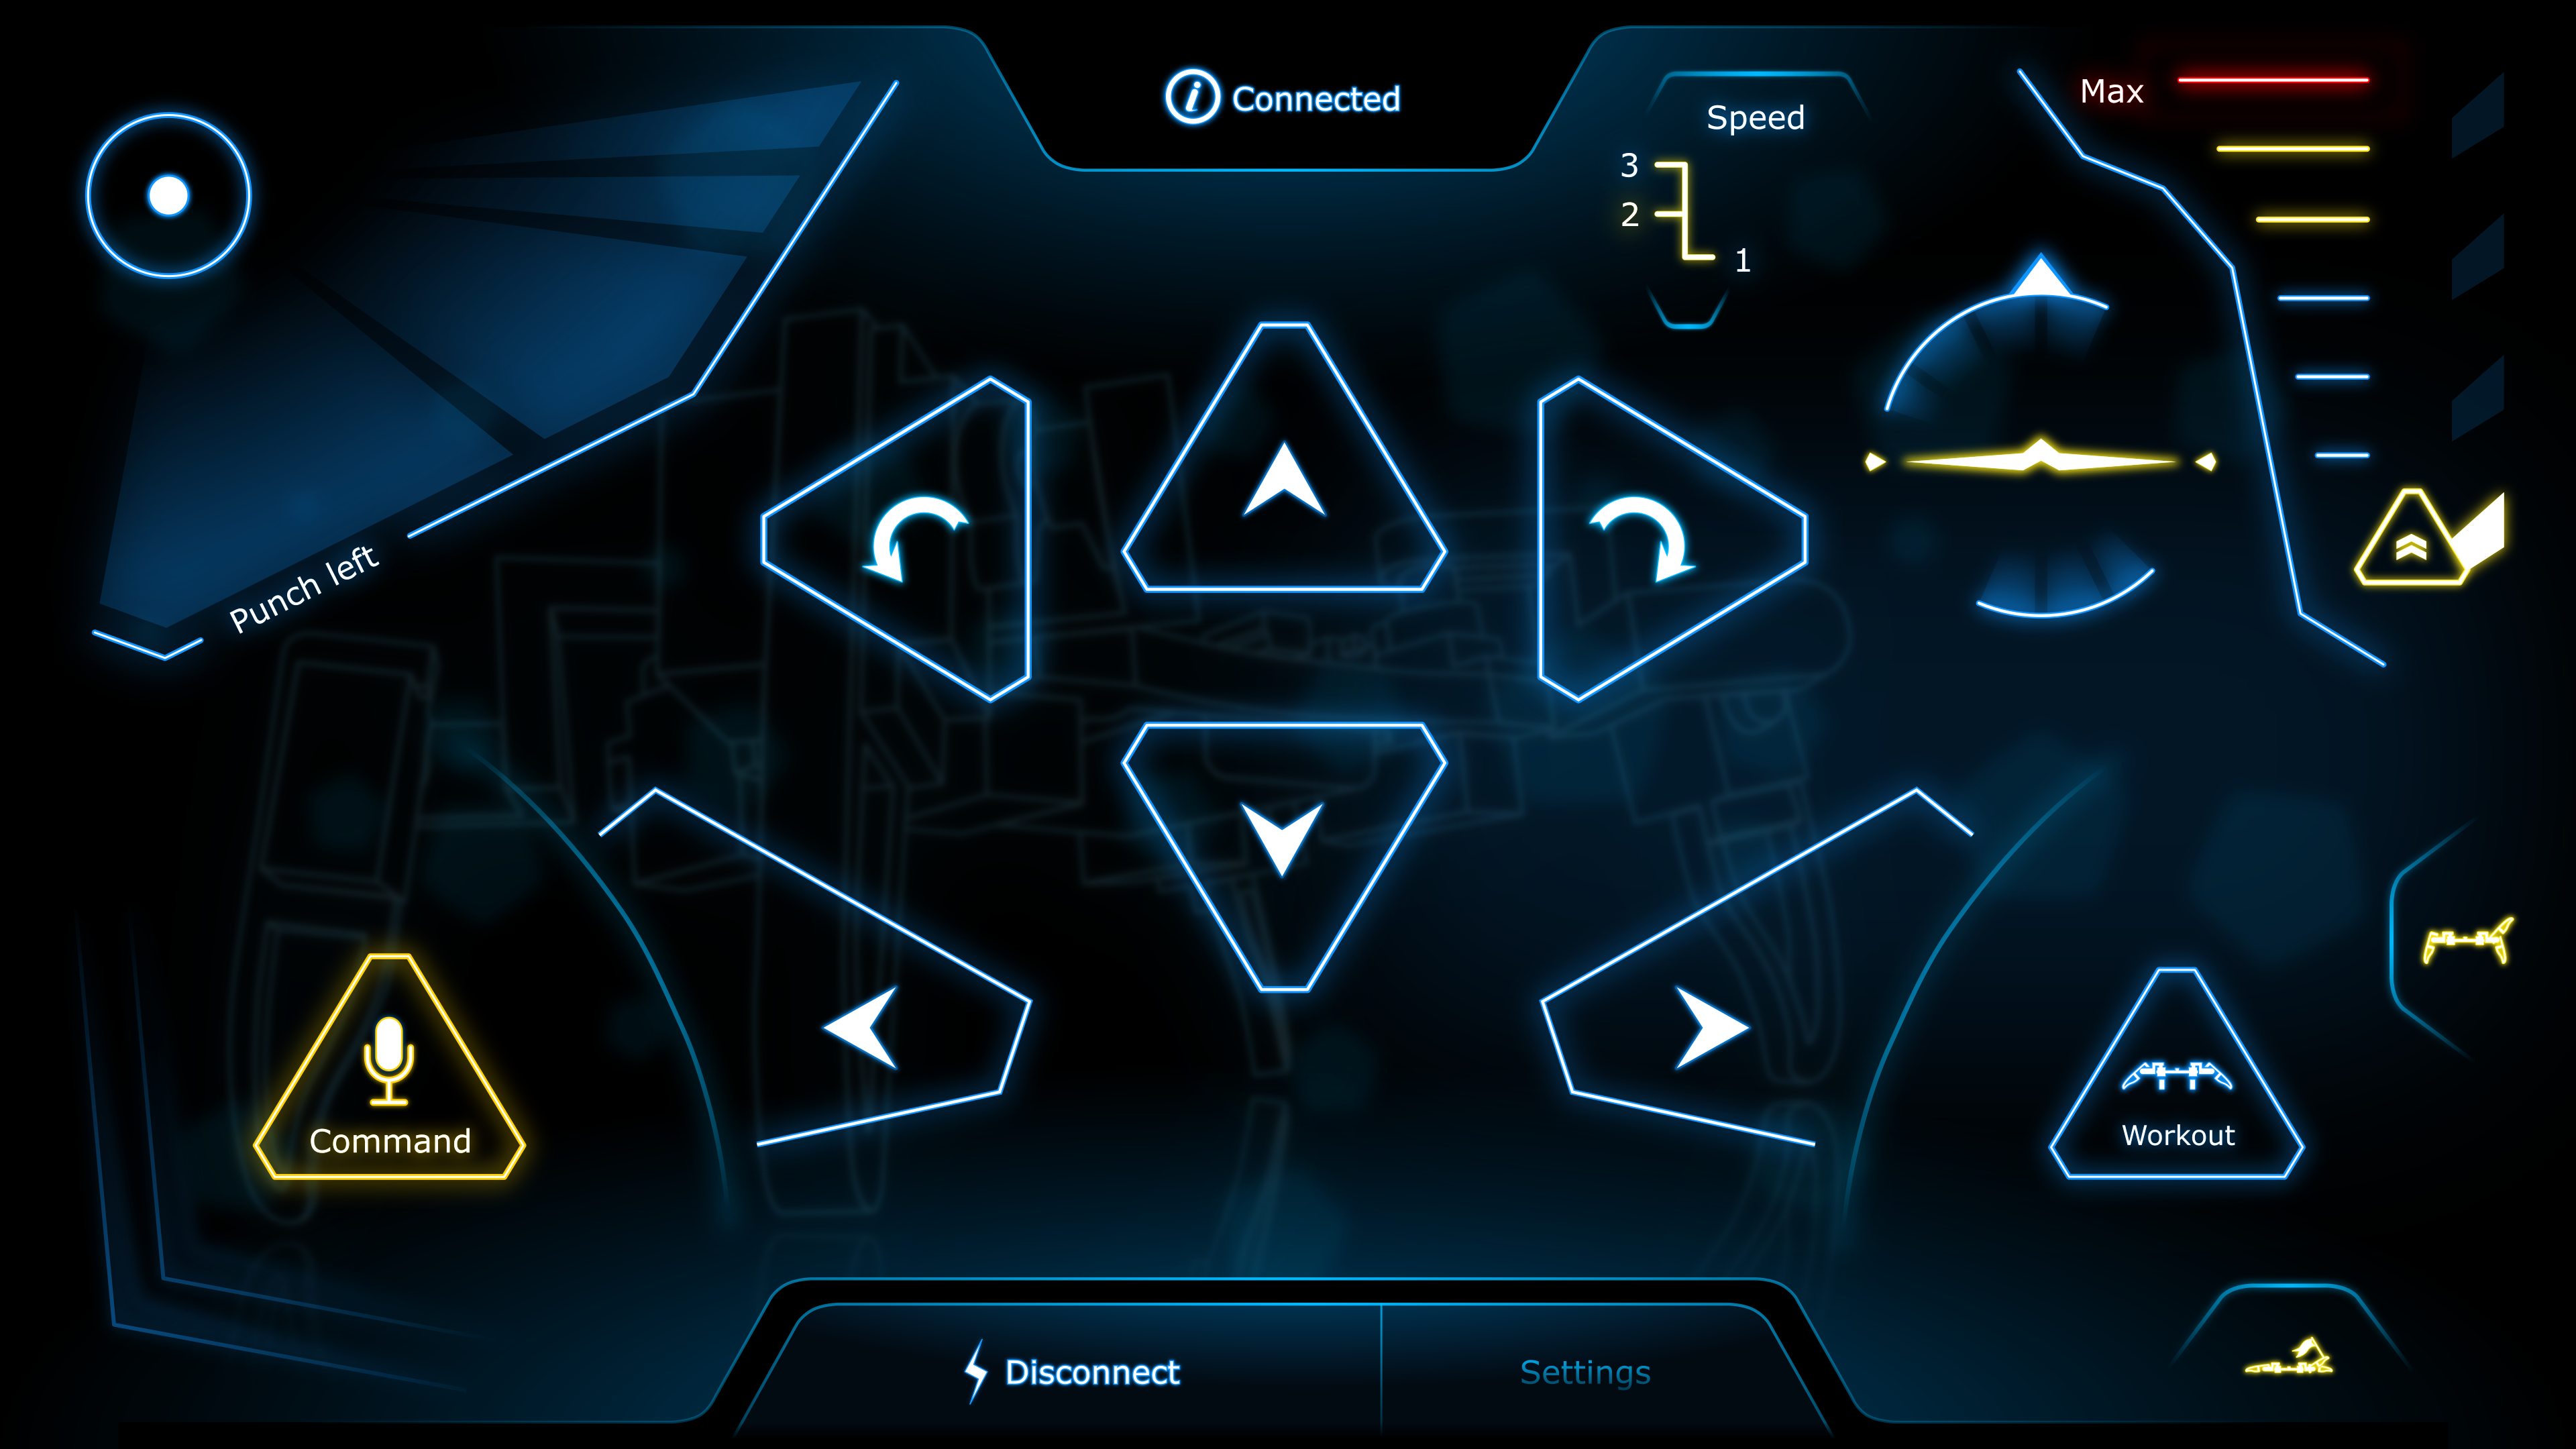 Connected
Max
Speed
3
2
1
Punch left
Command
Workout
Disconnect
Settings